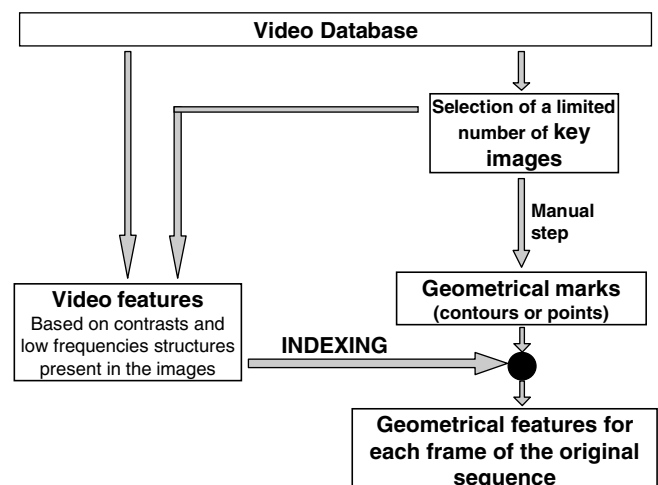 Video Database
Selection of a limited
number of key
images
Manual
step
Video features
Based on contrasts and
low frequencies structures
present in the images
Geometrical marks
(contours or points)
INDEXING
Geometrical features for
each frame of the original
sequence